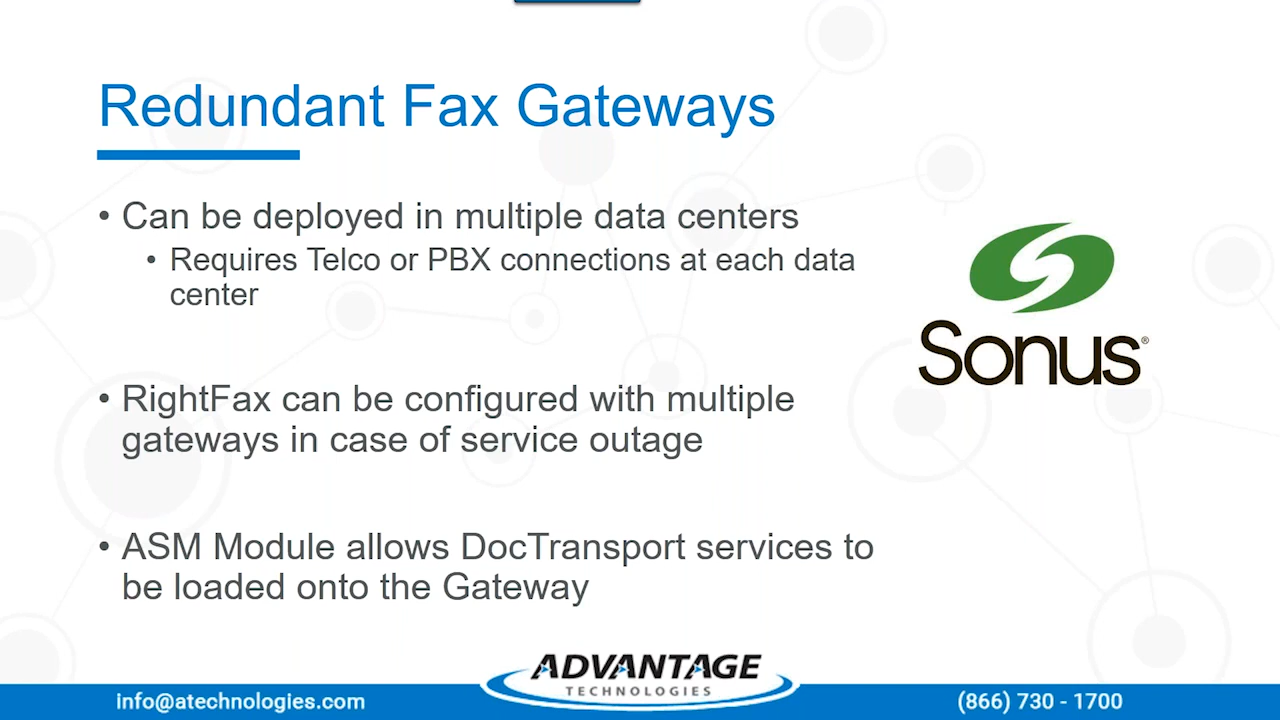 Redundant Fax Gateways
• Can be deployed in multiple data centers
• Requires Telco or PBX connections at each data
center
Sonus®
• RightFax can be configured with multiple
gateways in case of service outage
• ASM Module allows DocTransport services to
be loaded onto the Gateway
ADVANTAGE
TECHNOLOGIES
info@atechnologies.com
(866) 730 - 1700